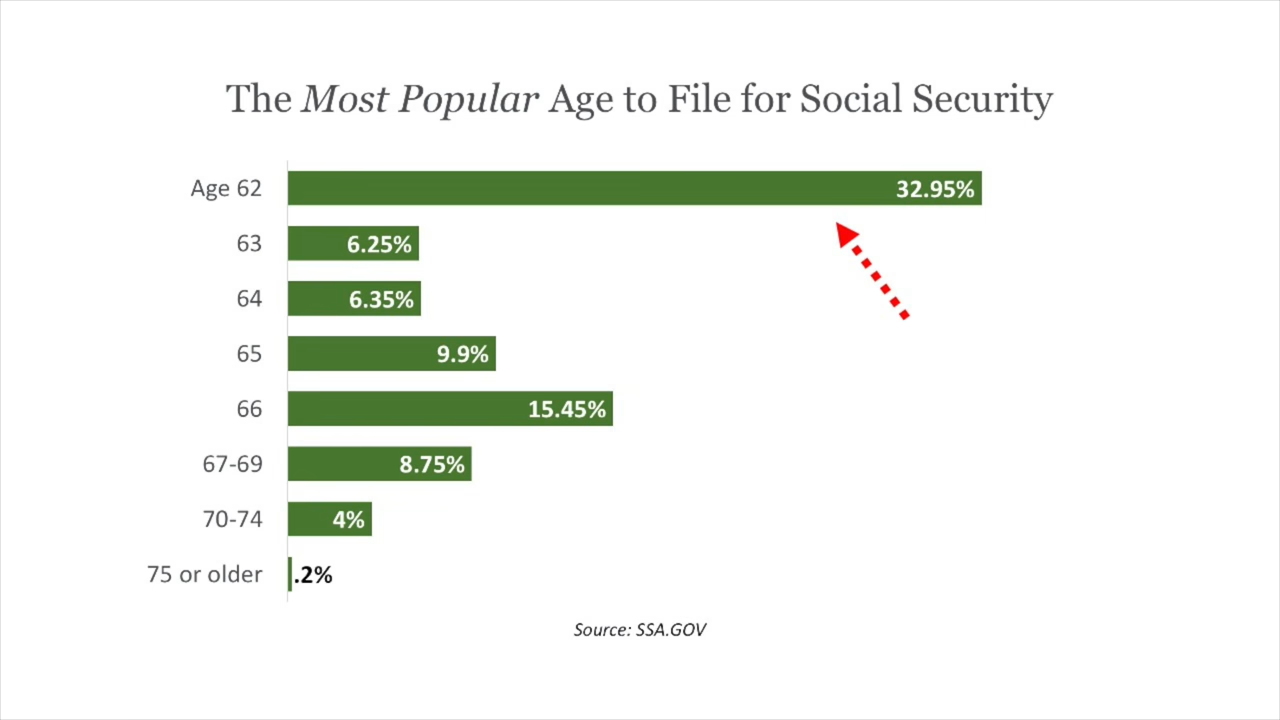 The Most Popular Age to File for Social Security
Age 62 32.95%
63 6.25%
64 6.35%
65 9.9%
66 15.45%
67-69 8.75%
70-74 4%
75 or older .2%
Source: SSA.GOV